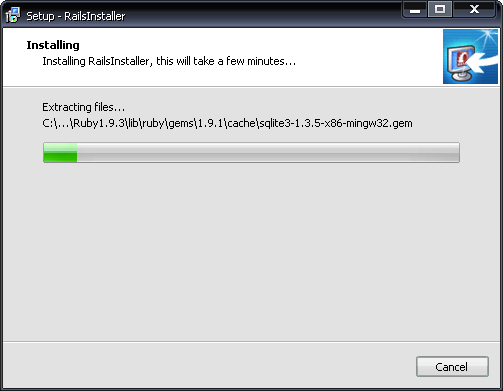 Setup - RailsInstaller
Installing
Installing RailsInstaller, this will take a few minutes...
Extracting files...
C:\...\Ruby1.9.3\lib\ruby\gems\1.9.1\cache\sqlite3-1.3.5-x86-mingw32.gem
Cancel